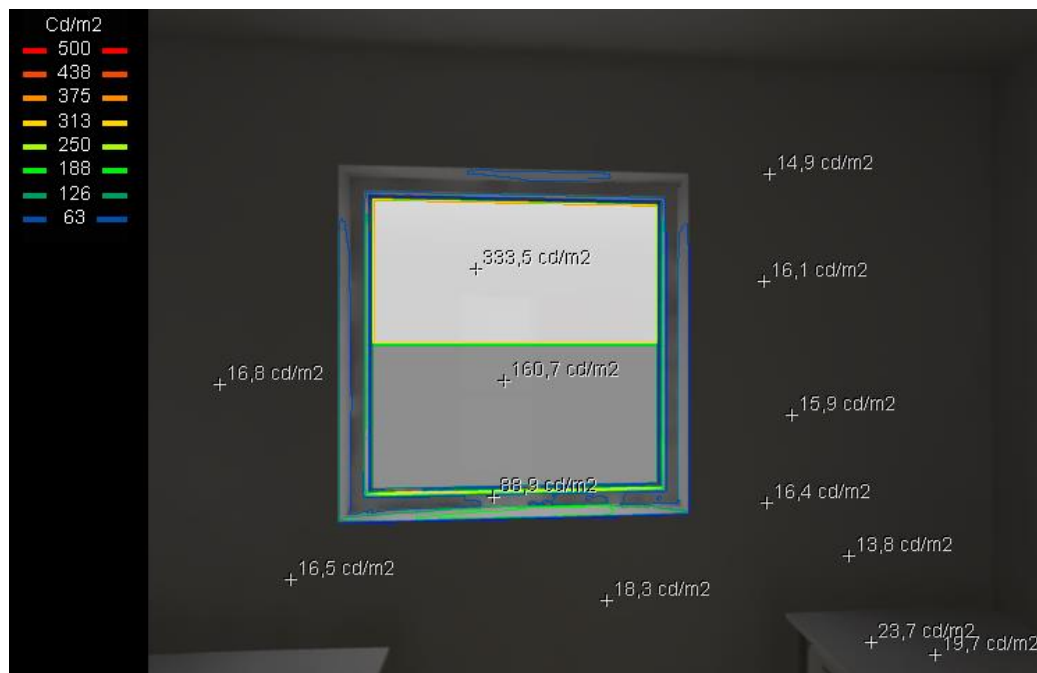 Cd/m2
500
438
375
313
250
188
126
63
14,9 cd/m2
333,5 cd/m2
16,1 cd/m2
160,7 cd/m2
16,8 cd/m2
15,9 cd/m2
88,9 cd/m2
16,4 cd/m2
13,8 cd/m2
16,5 cd/m2
18,3 cd/m2
23,7 cd/m2
19,7 cd/m2